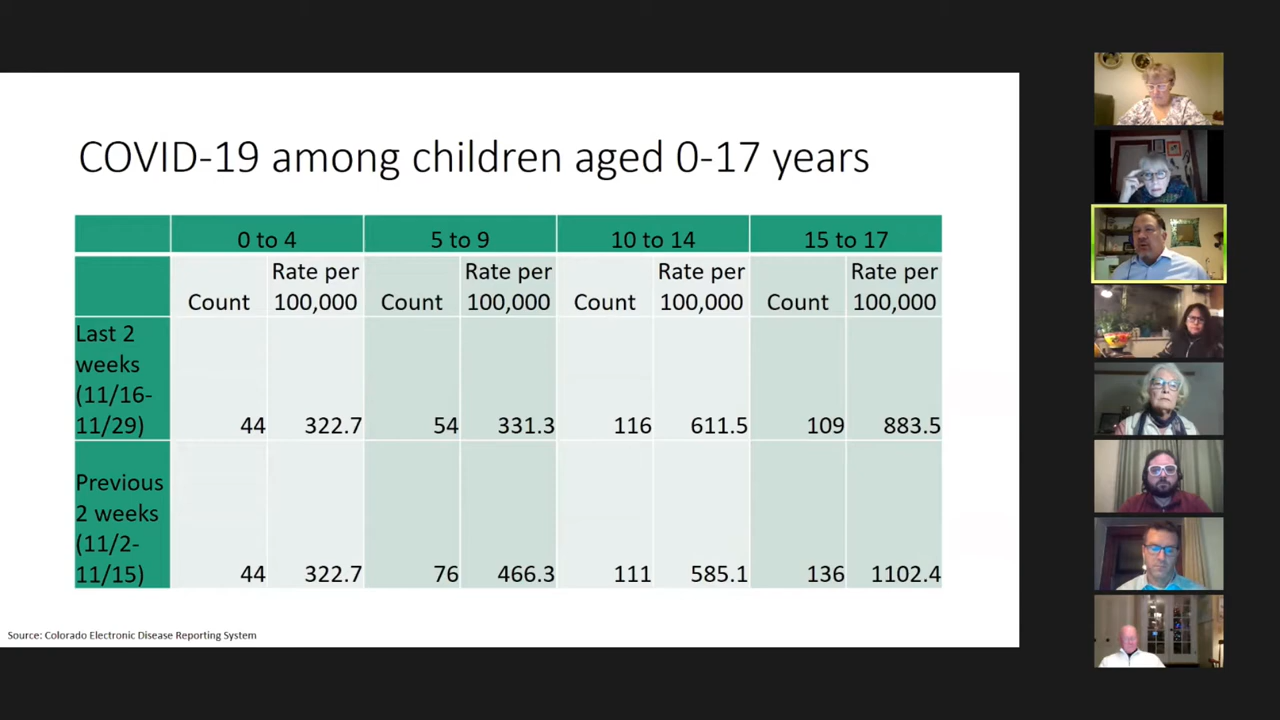 COVID-19 among children aged 0-17 years
0 to 4 5 to 9 10 to 14 15 to 17
Count Rate per 100,000 Count Rate per 100,000 Count Rate per 100,000 Count Rate per 100,000
Last 2
weeks
(11/16-
11/29) 44 322.7 54 331.3 116 611.5 109 883.5
Previous
2 weeks
(11/2-
11/15) 44 322.7 76 466.3 111 585.1 136 1102.4
Source: Colorado Electronic Disease Reporting System